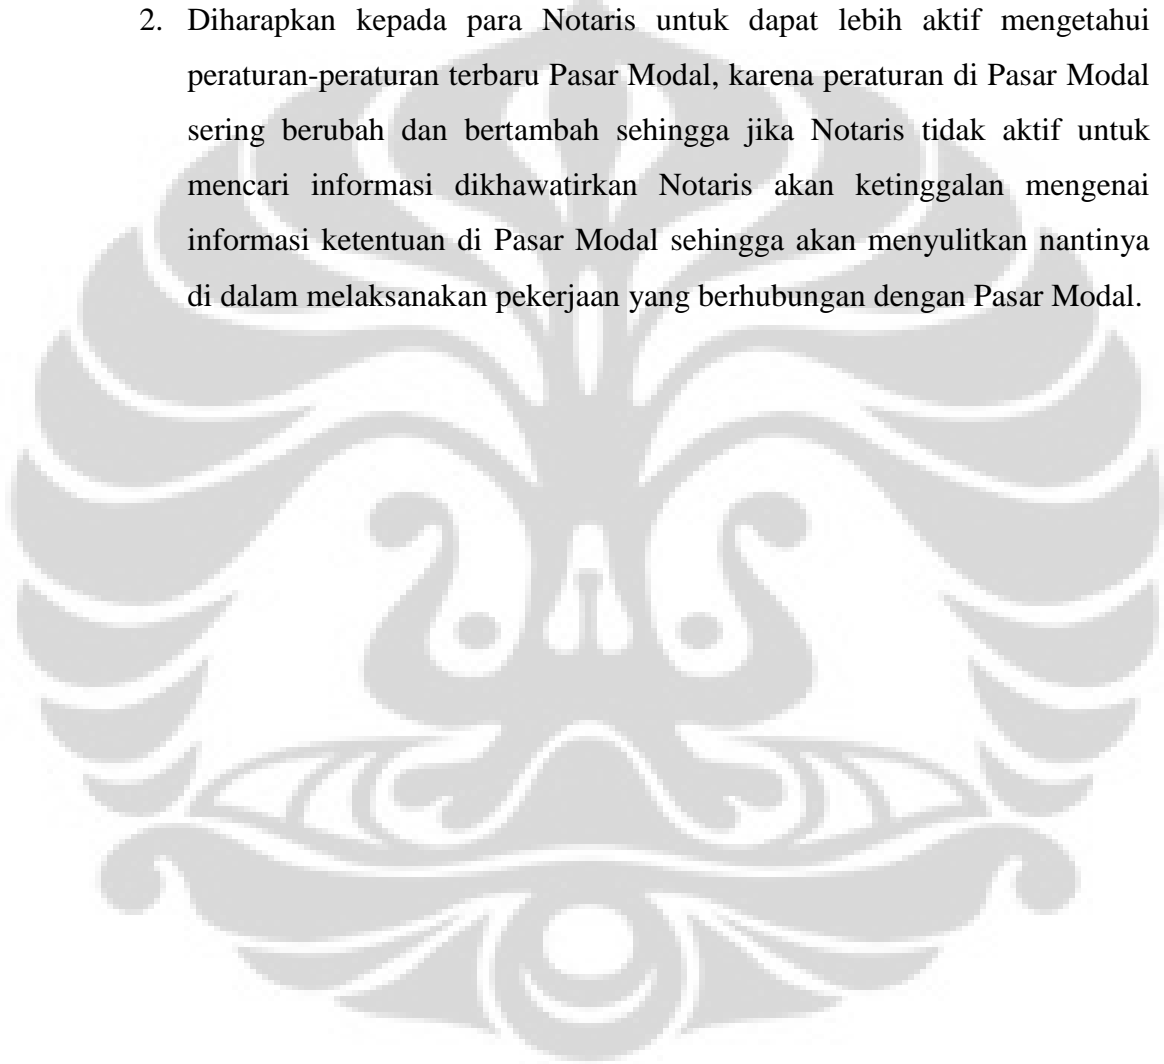 2. Diharapkan kepada para Notaris untuk dapat lebih aktif mengetahui
peraturan-peraturan terbaru Pasar Modal, karena peraturan di Pasar Modal
sering berubah dan bertambah sehingga jika Notaris tidak aktif untuk
mencari informasi dikhawatirkan Notaris akan ketinggalan mengenai
informasi ketentuan di Pasar Modal sehingga akan menyulitkan nantinya
di dalam melaksanakan pekerjaan yang berhubungan dengan Pasar Modal.